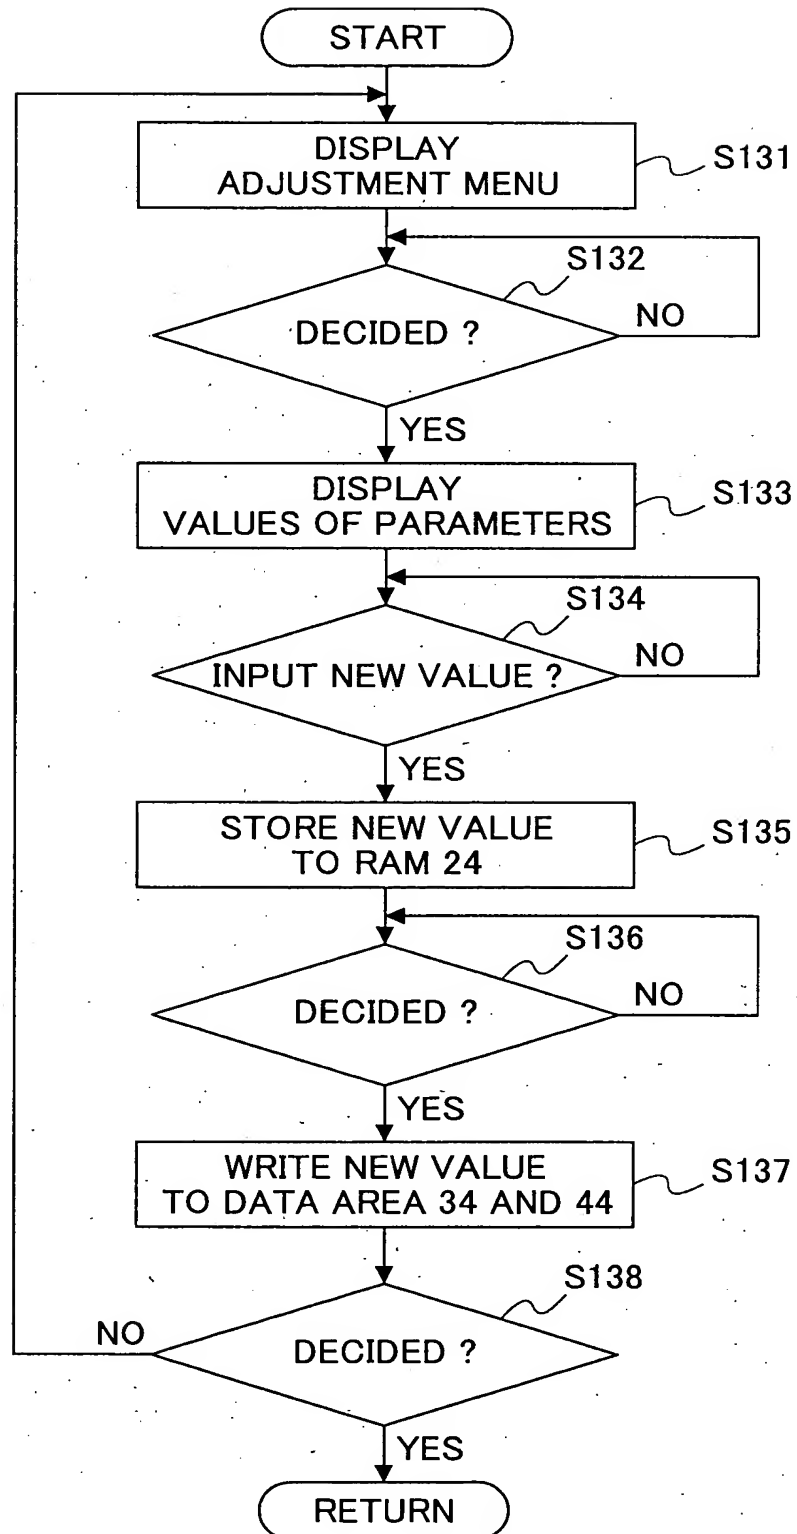 START
DISPLAY
ADJUSTMENT MENU
S131
S132
DECIDED ?
NO
YES
DISPLAY
VALUES OF PARAMETERS
S133
S134
INPUT NEW VALUE ?
NO
YES
STORE NEW VALUE
TO RAM 24
S135
S136
DECIDED ?
NO
YES
WRITE NEW VALUE
TO DATA AREA 34 AND 44
S137
S138
NO
DECIDED ?
YES
RETURN